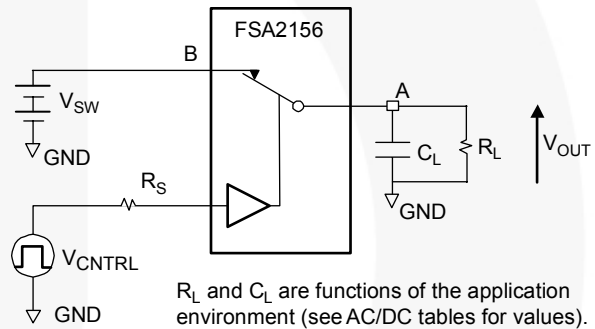 FSA2156
B
A
V_SW
GND
C_L
R_L
V_OUT
R_S
GND
V_CNTRL
GND
R_L and C_L are functions of the application
environment (see AC/DC tables for values).